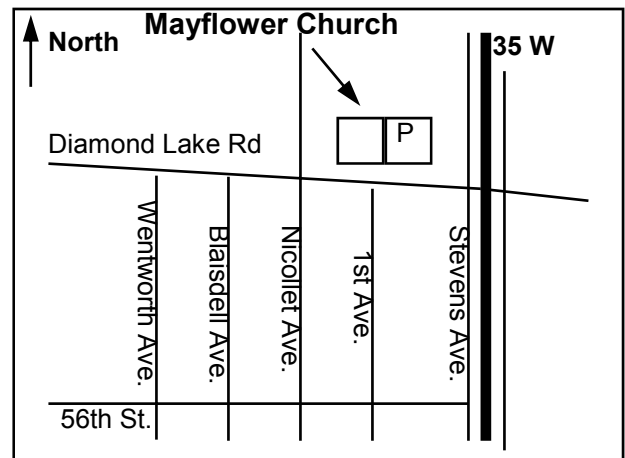 Mayflower Church
North
35 W
P
Diamond Lake Rd
Wentworth Ave.
Blaisdell Ave.
Nicollet Ave.
1st Ave.
Stevens Ave.
56th St.